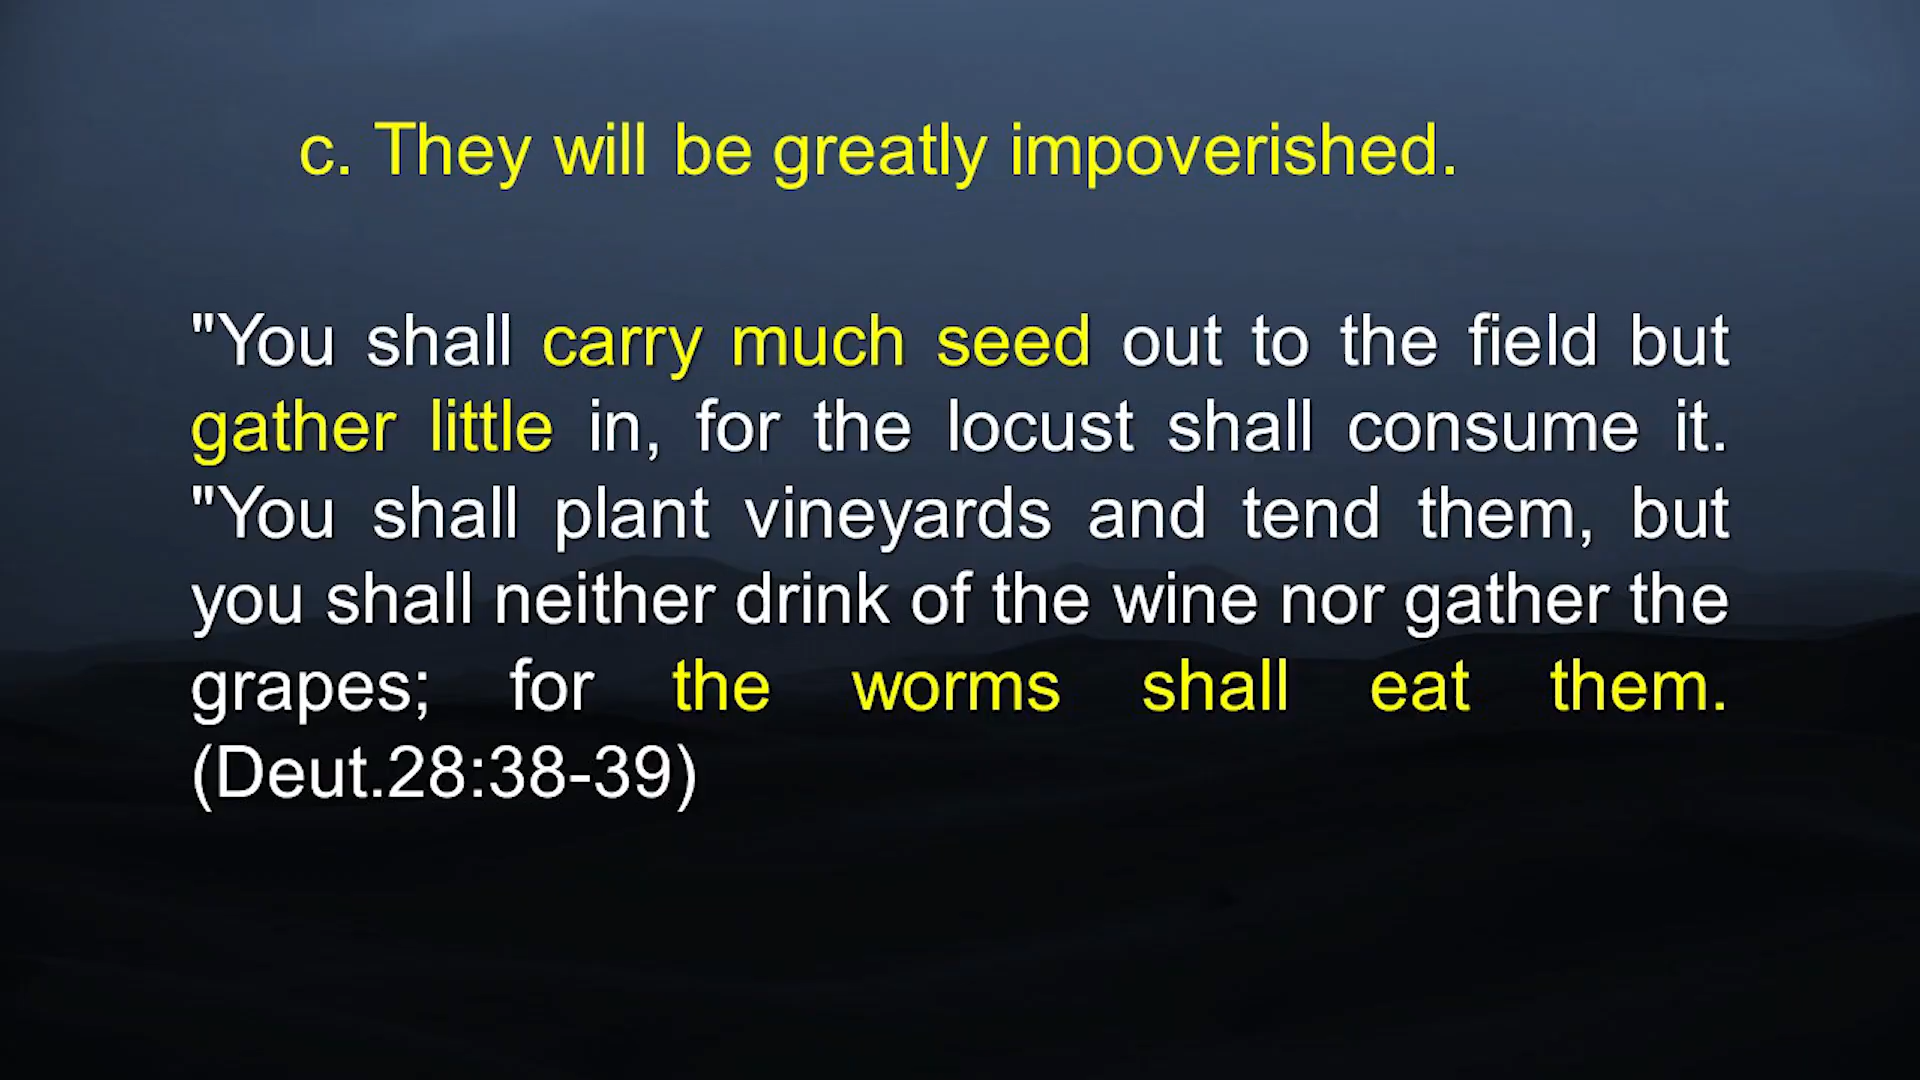 c. They will be greatly impoverished.
"You shall carry much seed out to the field but
gather little in, for the locust shall consume it.
"You shall plant vineyards and tend them, but
you shall neither drink of the wine nor gather the
grapes; for the worms shall eat them.
(Deut.28:38-39)